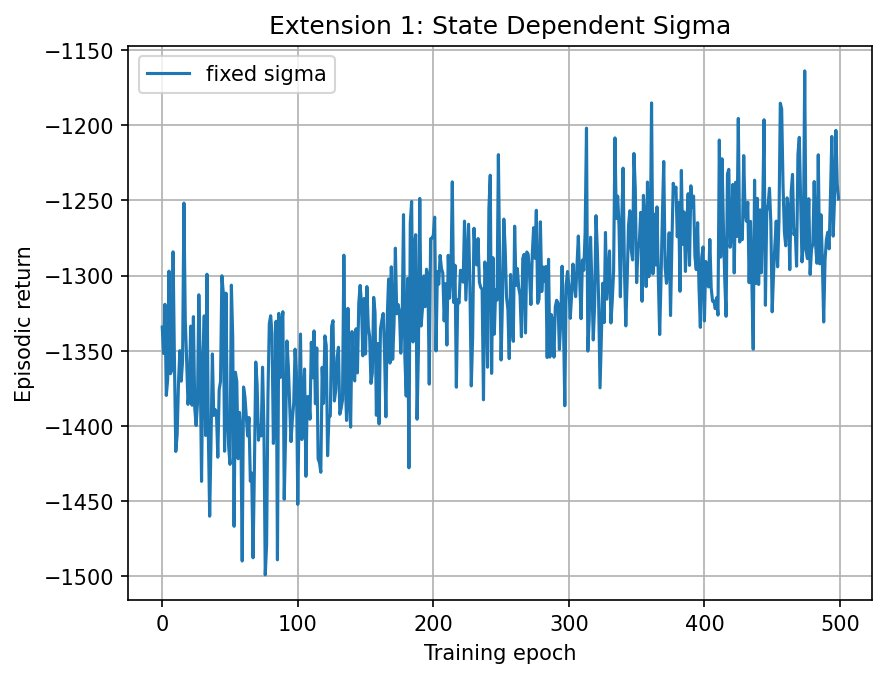 Extension 1: State Dependent Sigma
fixed sigma
Episodic return
−1150
−1200
−1250
−1300
−1350
−1400
−1450
−1500
0 100 200 300 400 500
Training epoch